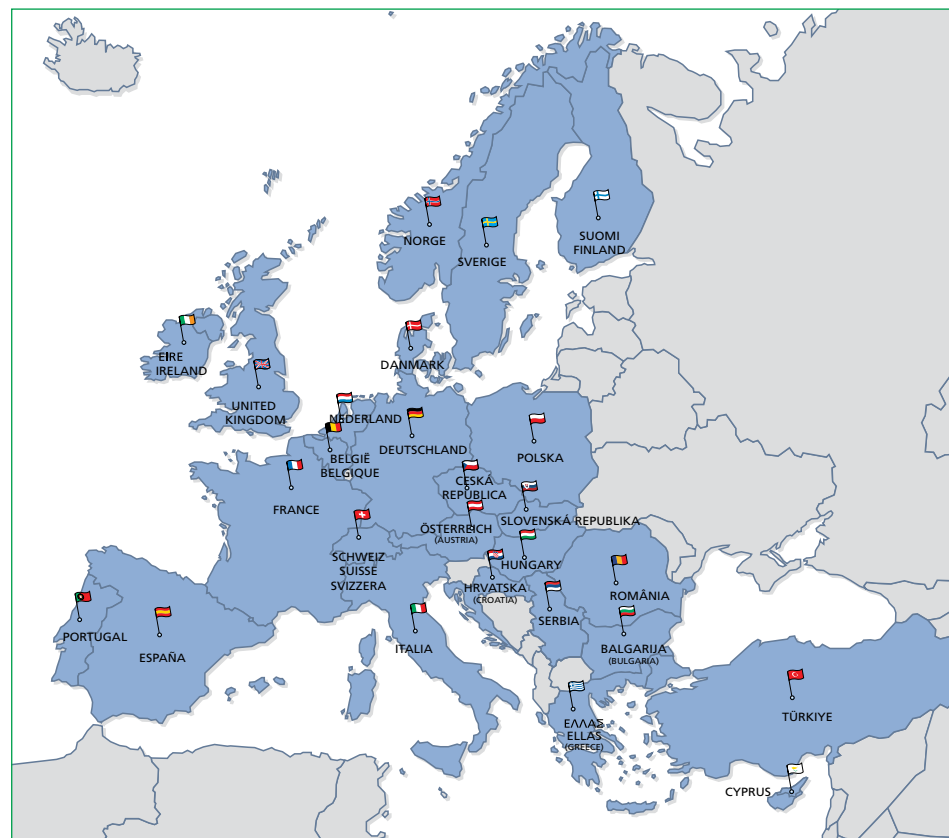 NORGE
SVERIGE
SUOMI
FINLAND
EIRE
IRELAND
DANMARK
UNITED
KINGDOM
NEDERLAND
DEUTSCHLAND
BELGIË
BELGIQUE
POLSKA
FRANCE
ČESKÁ
REPÚBLICA
SLOVENSKÁ REPUBLIKA
ÖSTERREICH
(AUSTRIA)
SCHWEIZ
SUISSE
SVIZZERA
HUNGARY
HRVATSKA
(CROATIA)
ROMÂNIA
SERBIA
PORTUGAL
ESPAÑA
ITALIA
BALGARIJA
(BULGARIA)
TÜRKIYE
ΕΛΛΑΣ
ELLAS
(GREECE)
CYPRUS